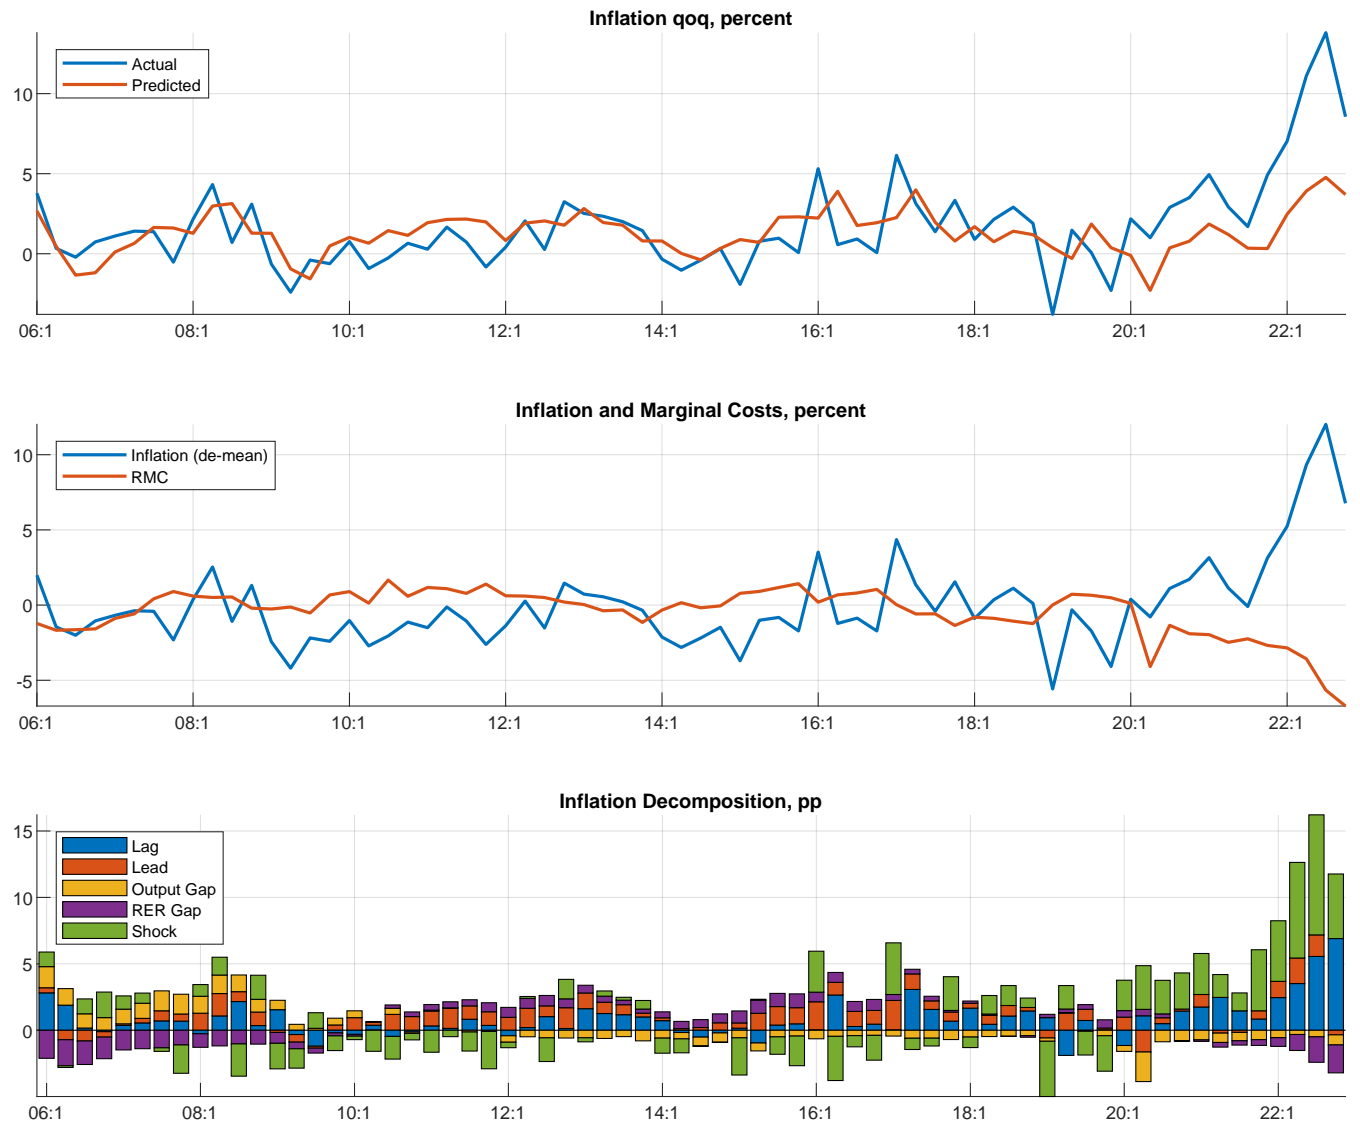 Inflation qoq, percent
Actual
Predicted
10
5
0
06:1 08:1 10:1 12:1 14:1 16:1 18:1 20:1 22:1
Inflation and Marginal Costs, percent
Inflation (de-mean)
RMC
10
5
0
-5
06:1 08:1 10:1 12:1 14:1 16:1 18:1 20:1 22:1
Inflation Decomposition, pp
Lag
Lead
Output Gap
RER Gap
Shock
15
10
5
0
06:1 08:1 10:1 12:1 14:1 16:1 18:1 20:1 22:1